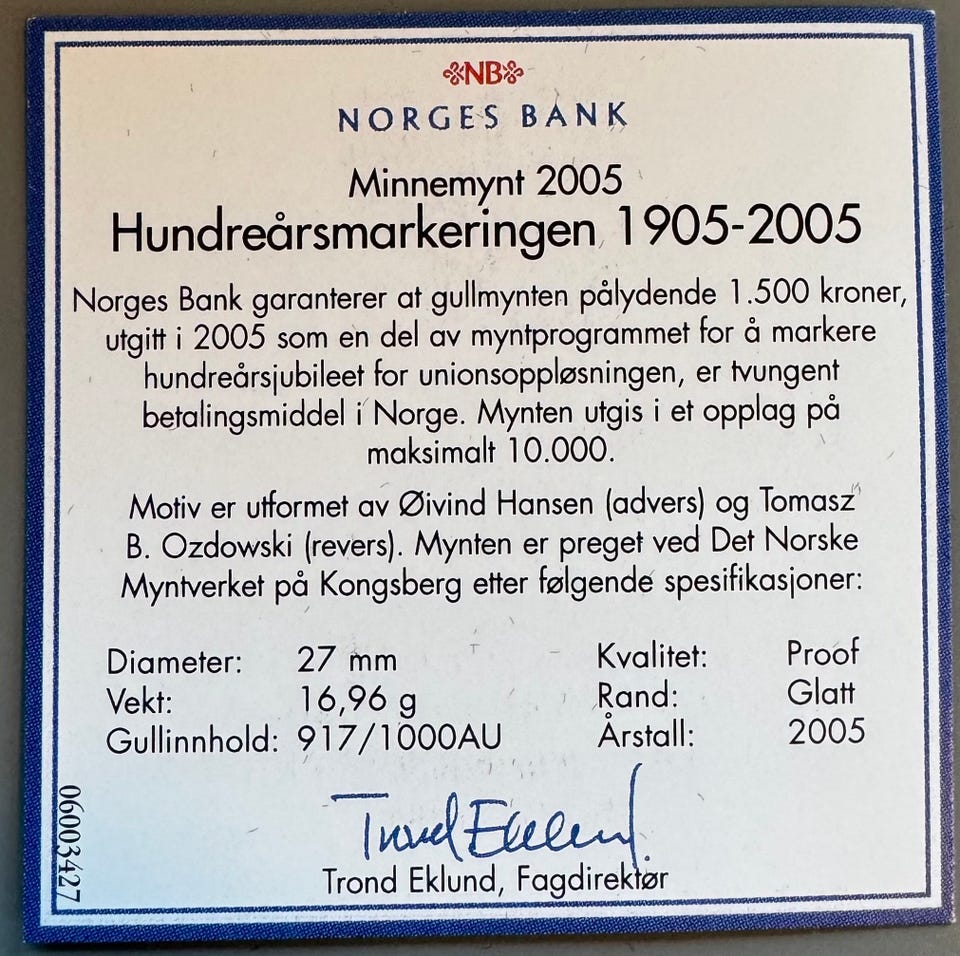 NB
NORGES BANK
Minnemynt 2005
Hundreårsmarkeringen 1905-2005
Norges Bank garanterer at gullmynten pålydende 1.500 kroner,
utgitt i 2005 som en del av myntprogrammet for å markere
hundreårsjubileet for unionsoppløsningen, er tvungent
betalingsmiddel i Norge. Mynten utgis i et opplag på
maksimalt 10.000.
Motiv er utformet av Øivind Hansen (advers) og Tomasz
B. Ozdowski (revers). Mynten er preget ved Det Norske
Myntverket på Kongsberg etter følgende spesifikasjoner:
Diameter: 27 mm Kvalitet: Proof
Vekt: 16,96 g Rand: Glatt
Gullinnhold: 917/1000AU Årstall: 2005
Trond Eklund
Trond Eklund, Fagdirektør
06003427